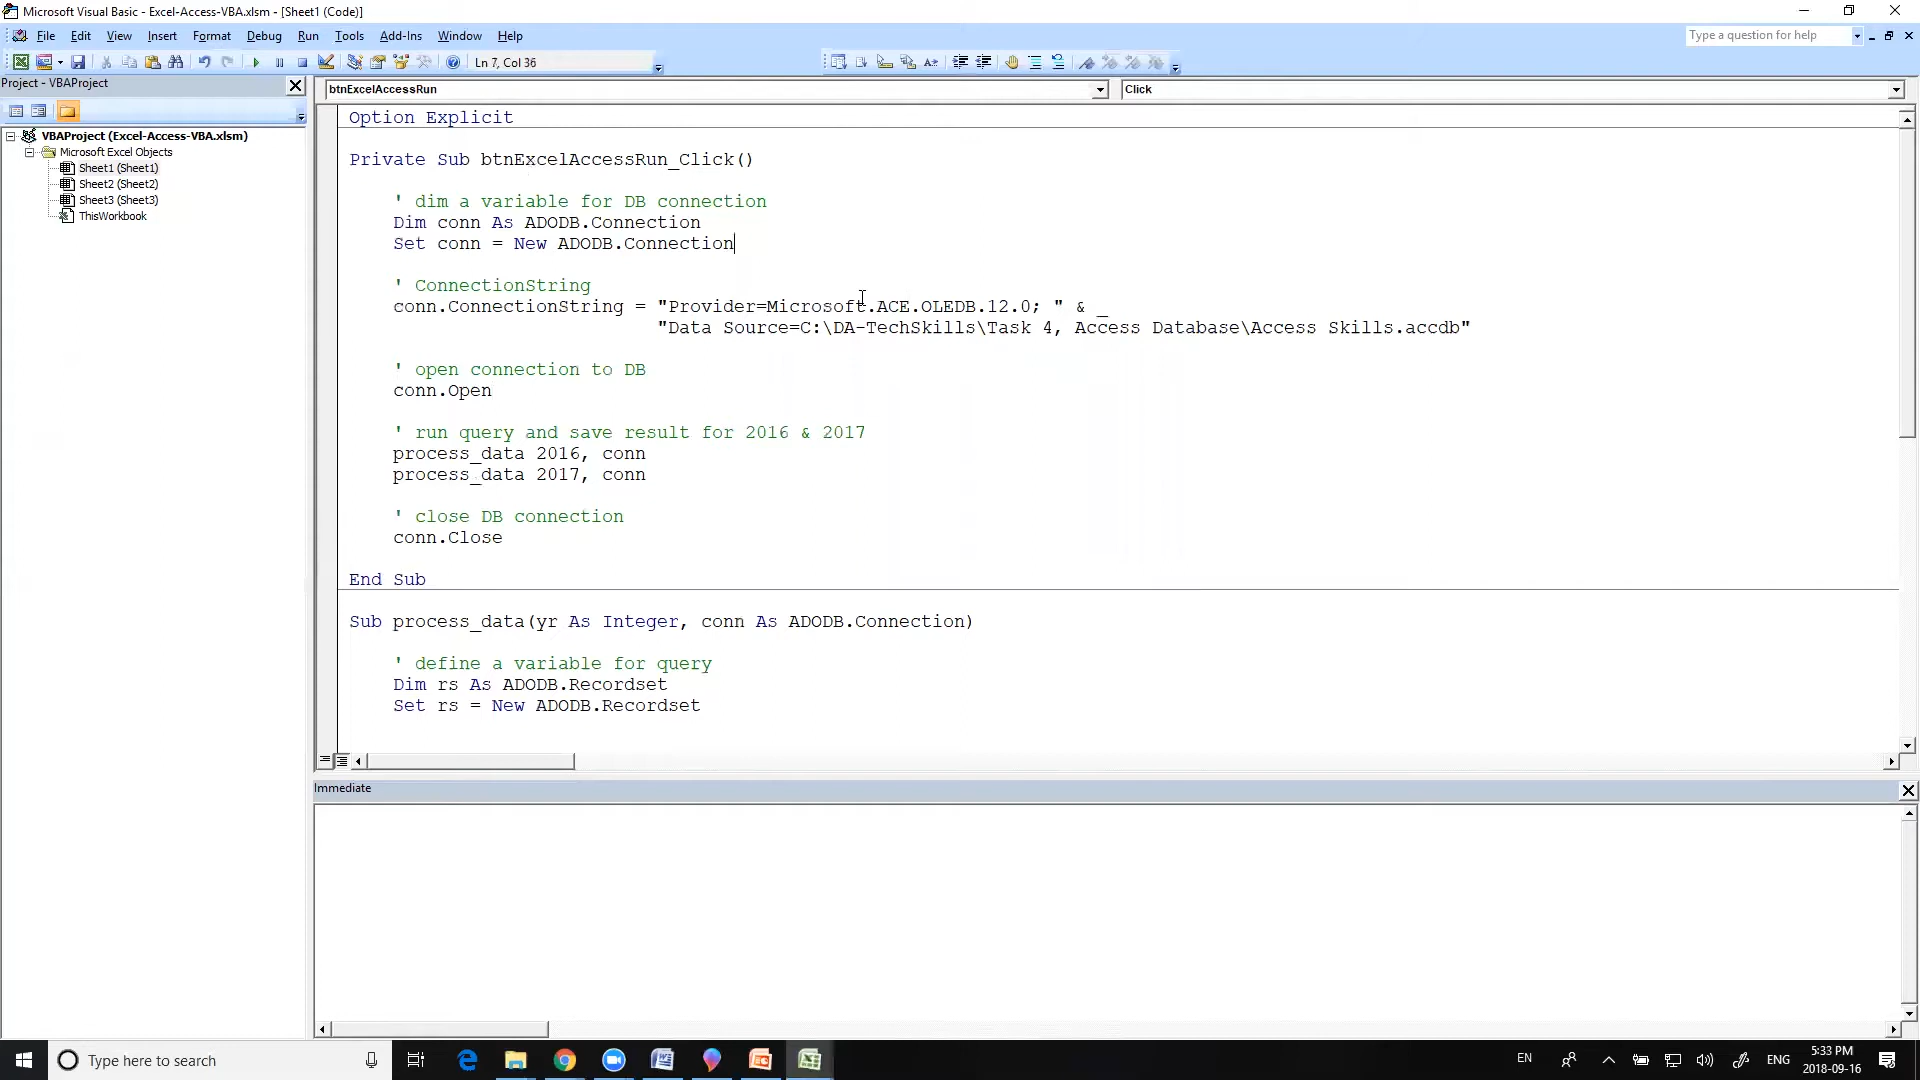 Microsoft Visual Basic - Excel-Access-VBA.xlsm - [Sheet1 (Code)]
File Edit View Insert Format Debug Run Tools Add-Ins Window Help
Type a question for help
Ln 7, Col 36
Project - VBAProject
btnExcelAccessRun
Click
VBAProject (Excel-Access-VBA.xlsm)
Microsoft Excel Objects
Sheet1 (Sheet1)
Sheet2 (Sheet2)
Sheet3 (Sheet3)
ThisWorkbook
Option Explicit
Private Sub btnExcelAccessRun_Click()
' dim a variable for DB connection
Dim conn As ADODB.Connection
Set conn = New ADODB.Connection
' ConnectionString
conn.ConnectionString = "Provider=Microsoft.ACE.OLEDB.12.0; " & _
"Data Source=C:\DA-TechSkills\Task 4, Access Database\Access Skills.accdb"
' open connection to DB
conn.Open
' run query and save result for 2016 & 2017
process_data 2016, conn
process_data 2017, conn
' close DB connection
conn.Close
End Sub
Sub process_data(yr As Integer, conn As ADODB.Connection)
' define a variable for query
Dim rs As ADODB.Recordset
Set rs = New ADODB.Recordset
Immediate
Type here to search
EN
ENG
5:33 PM
2018-09-16